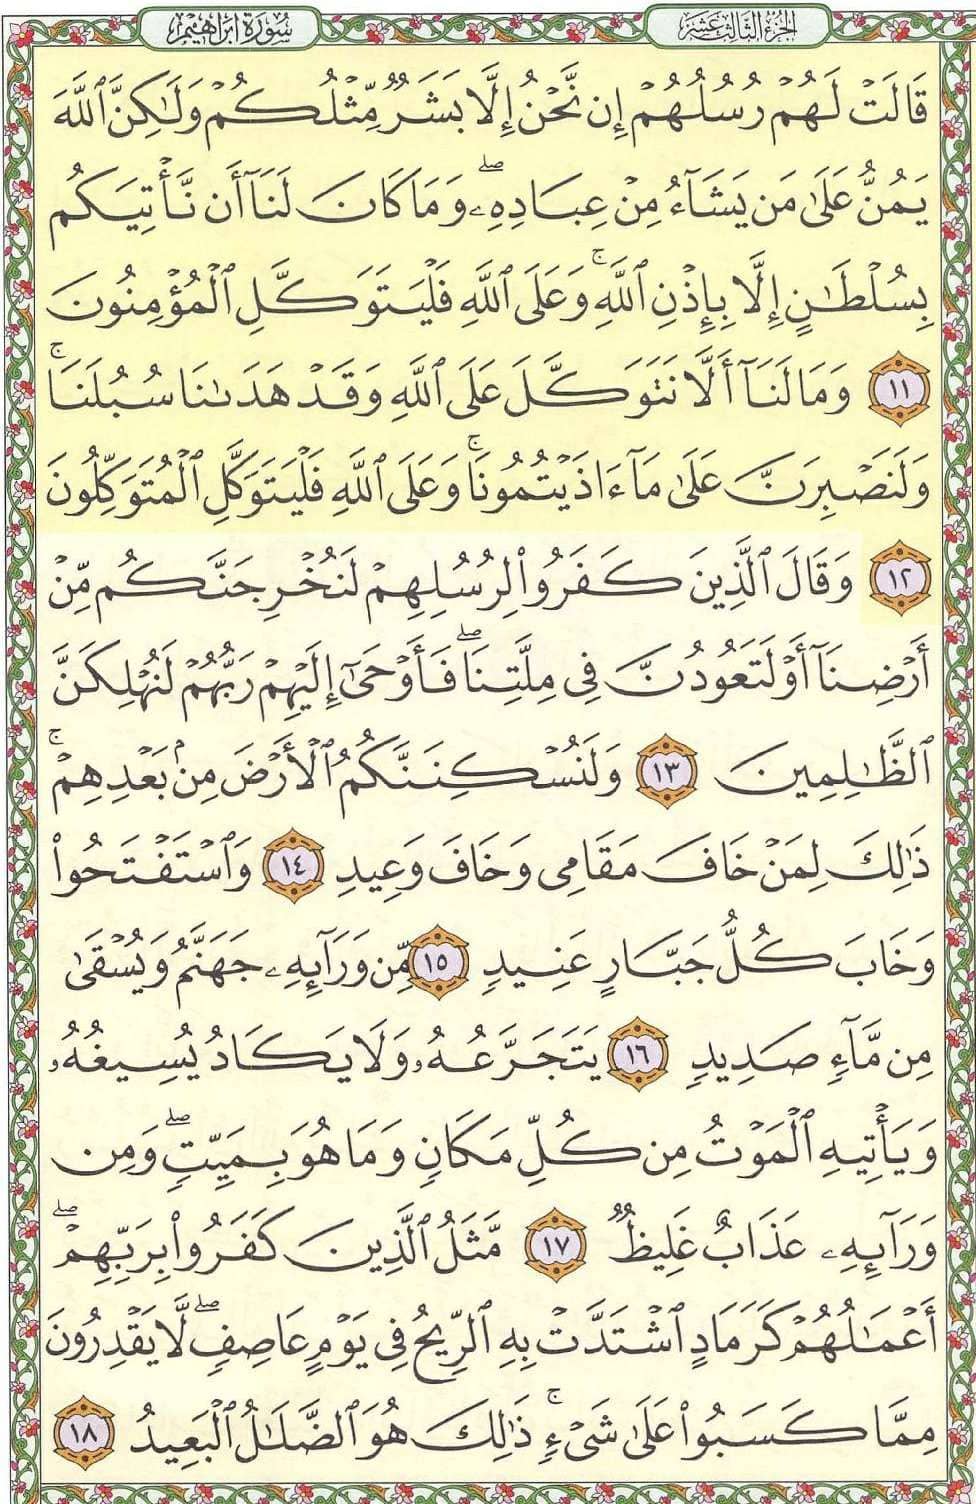 الجزء الثالث عشر
سورة إبراهيم
قَالَتْ لَهُمْ رُسُلُهُمْ إِن نَّحْنُ إِلَّا بَشَرٌ مِّثْلُكُمْ وَلَٰكِنَّ ٱللَّهَ
يَمُنُّ عَلَىٰ مَن يَشَآءُ مِنْ عِبَادِهِۦۖ وَمَا كَانَ لَنَآ أَن نَّأْتِيَكُم
بِسُلْطَٰنٍ إِلَّا بِإِذْنِ ٱللَّهِۚ وَعَلَى ٱللَّهِ فَلْيَتَوَكَّلِ ٱلْمُؤْمِنُونَ
١١ وَمَا لَنَآ أَلَّا نَتَوَكَّلَ عَلَى ٱللَّهِ وَقَدْ هَدَىٰنَا سُبُلَنَاۚ
وَلَنَصْبِرَنَّ عَلَىٰ مَآ ءَاذَيْتُمُونَاۚ وَعَلَى ٱللَّهِ فَلْيَتَوَكَّلِ ٱلْمُتَوَكِّلُونَ
١٢ وَقَالَ ٱلَّذِينَ كَفَرُوا۟ لِرُسُلِهِمْ لَنُخْرِجَنَّكُم مِّنْ
أَرْضِنَآ أَوْ لَتَعُودُنَّ فِى مِلَّتِنَاۖ فَأَوْحَىٰٓ إِلَيْهِمْ رَبُّهُمْ لَنُهْلِكَنَّ
ٱلظَّٰلِمِينَ ١٣ وَلَنُسْكِنَنَّكُمُ ٱلْأَرْضَ مِنۢ بَعْدِهِمْۚ
ذَٰلِكَ لِمَنْ خَافَ مَقَامِى وَخَافَ وَعِيدِ ١٤ وَٱسْتَفْتَحُوا۟
وَخَابَ كُلُّ جَبَّارٍ عَنِيدٍ ١٥ مِّن وَرَآئِهِۦ جَهَنَّمُ وَيُسْقَىٰ
مِن مَّآءٍ صَدِيدٍ ١٦ يَتَجَرَّعُهُۥ وَلَا يَكَادُ يُسِيغُهُۥ
وَيَأْتِيهِ ٱلْمَوْتُ مِن كُلِّ مَكَانٍ وَمَا هُوَ بِمَيِّتٍۖ وَمِن
وَرَآئِهِۦ عَذَابٌ غَلِيظٌ ١٧ مَّثَلُ ٱلَّذِينَ كَفَرُوا۟ بِرَبِّهِمْۖ
أَعْمَٰلُهُمْ كَرَمَادٍ ٱشْتَدَّتْ بِهِ ٱلرِّيحُ فِى يَوْمٍ عَاصِفٍۖ لَّا يَقْدِرُونَ
مِمَّا كَسَبُوا۟ عَلَىٰ شَىْءٍۚ ذَٰلِكَ هُوَ ٱلضَّلَٰلُ ٱلْبَعِيدُ ١٨